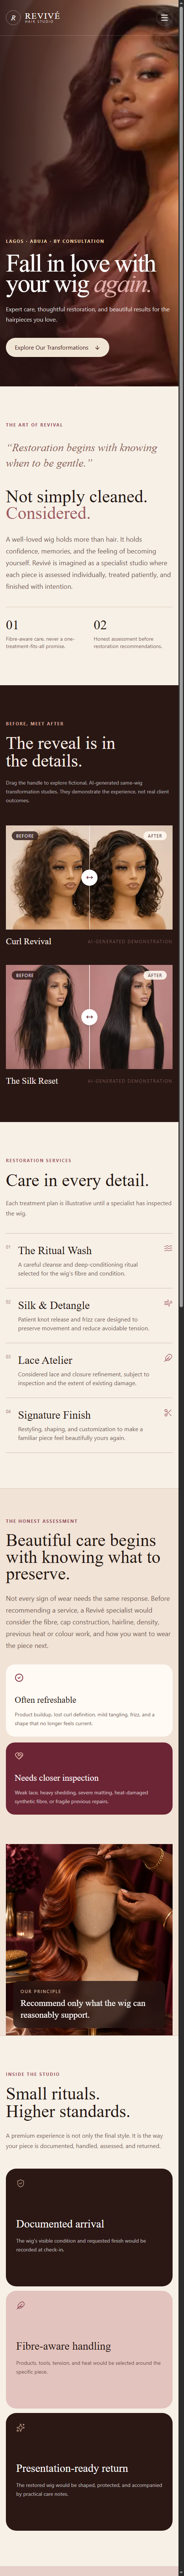 R REVIVÉ
HAIR STUDIO
LAGOS · ABUJA · BY CONSULTATION
Fall in love with
your wig again.
Expert care, thoughtful restoration, and beautiful results for the
hairpieces you love.
Explore Our Transformations
THE ART OF REVIVAL
“Restoration begins with knowing
when to be gentle.”
Not simply cleaned.
Considered.
A well-loved wig holds more than hair. It holds
confidence, memories, and the feeling of becoming
yourself. Revivé is imagined as a specialist studio where
each piece is assessed individually, treated patiently, and
finished with intention.
01
02
Fibre-aware care, never a one-
treatment-fits-all promise.
Honest assessment before
restoration recommendations.
BEFORE, MEET AFTER
The reveal is in
the details.
Drag the handle to explore fictional, AI-generated same-wig
transformation studies. They demonstrate the experience, not real client
outcomes.
BEFORE
AFTER
Curl Revival
AI-GENERATED DEMONSTRATION
BEFORE
AFTER
The Silk Reset
AI-GENERATED DEMONSTRATION
RESTORATION SERVICES
Care in every detail.
Each treatment plan is illustrative until a specialist has inspected
the wig.
01 The Ritual Wash
A careful cleanse and deep-conditioning ritual
selected for the wig’s fibre and condition.
02 Silk & Detangle
Patient knot release and frizz care designed to
preserve movement and reduce avoidable tension.
03 Lace Atelier
Considered lace and closure refinement, subject to
inspection and the extent of existing damage.
04 Signature Finish
Restyling, shaping, and customization to make a
familiar piece feel beautifully yours again.
THE HONEST ASSESSMENT
Beautiful care begins
with knowing what to
preserve.
Not every sign of wear needs the same response. Before
recommending a service, a Revivé specialist would
consider the fibre, cap construction, hairline, density,
previous heat or colour work, and how you want to wear
the piece next.
Often refreshable
Product buildup, lost curl definition, mild tangling, frizz, and a
shape that no longer feels current.
Needs closer inspection
Weak lace, heavy shedding, severe matting, heat-damaged
synthetic fibre, or fragile previous repairs.
OUR PRINCIPLE
Recommend only what the wig can
reasonably support.
INSIDE THE STUDIO
Small rituals.
Higher standards.
A premium experience is not only the final style. It is the way
your piece is documented, handled, assessed, and returned.
Documented arrival
The wig’s visible condition and requested finish would be
recorded at check-in.
Fibre-aware handling
Products, tools, tension, and heat would be selected around the
specific piece.
Presentation-ready return
The restored wig would be shaped, protected, and accompanied
by practical care notes.